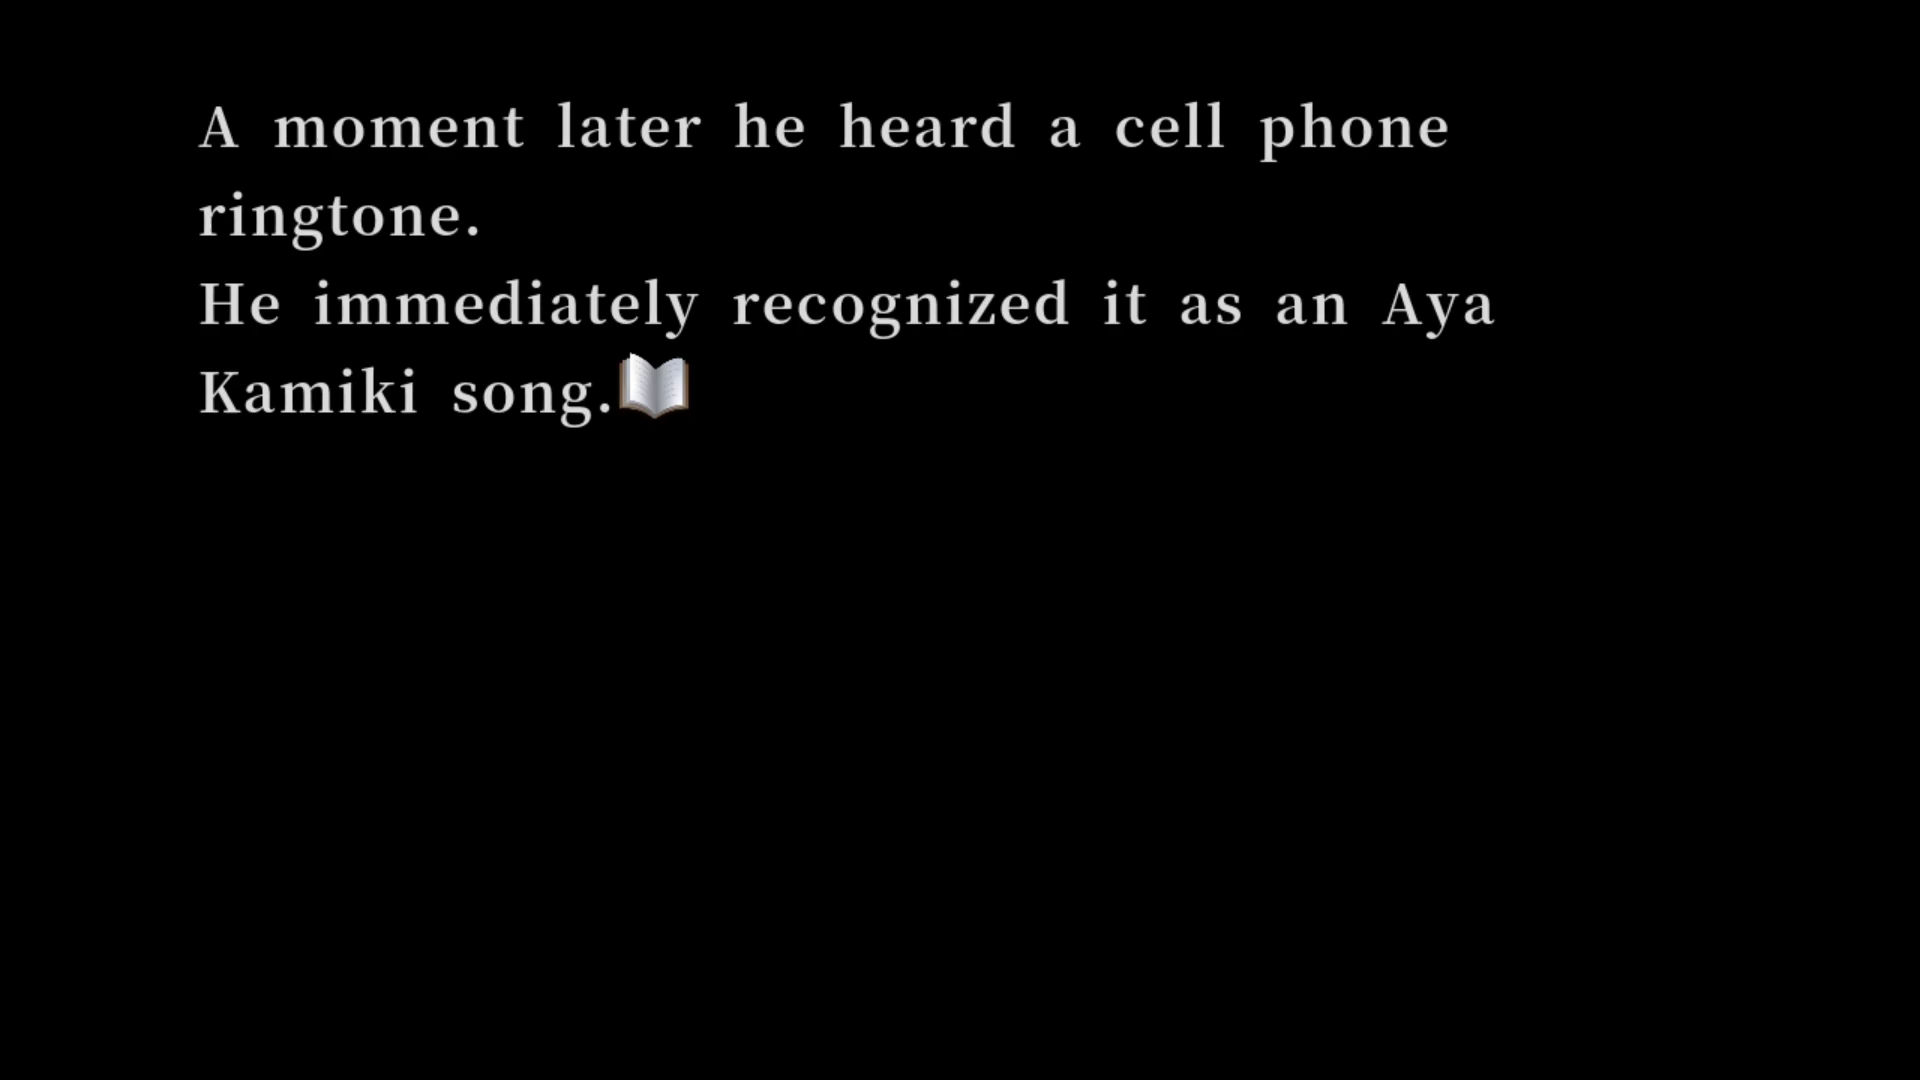 A moment later he heard a cell phone
ringtone.
He immediately recognized it as an Aya
Kamiki song.